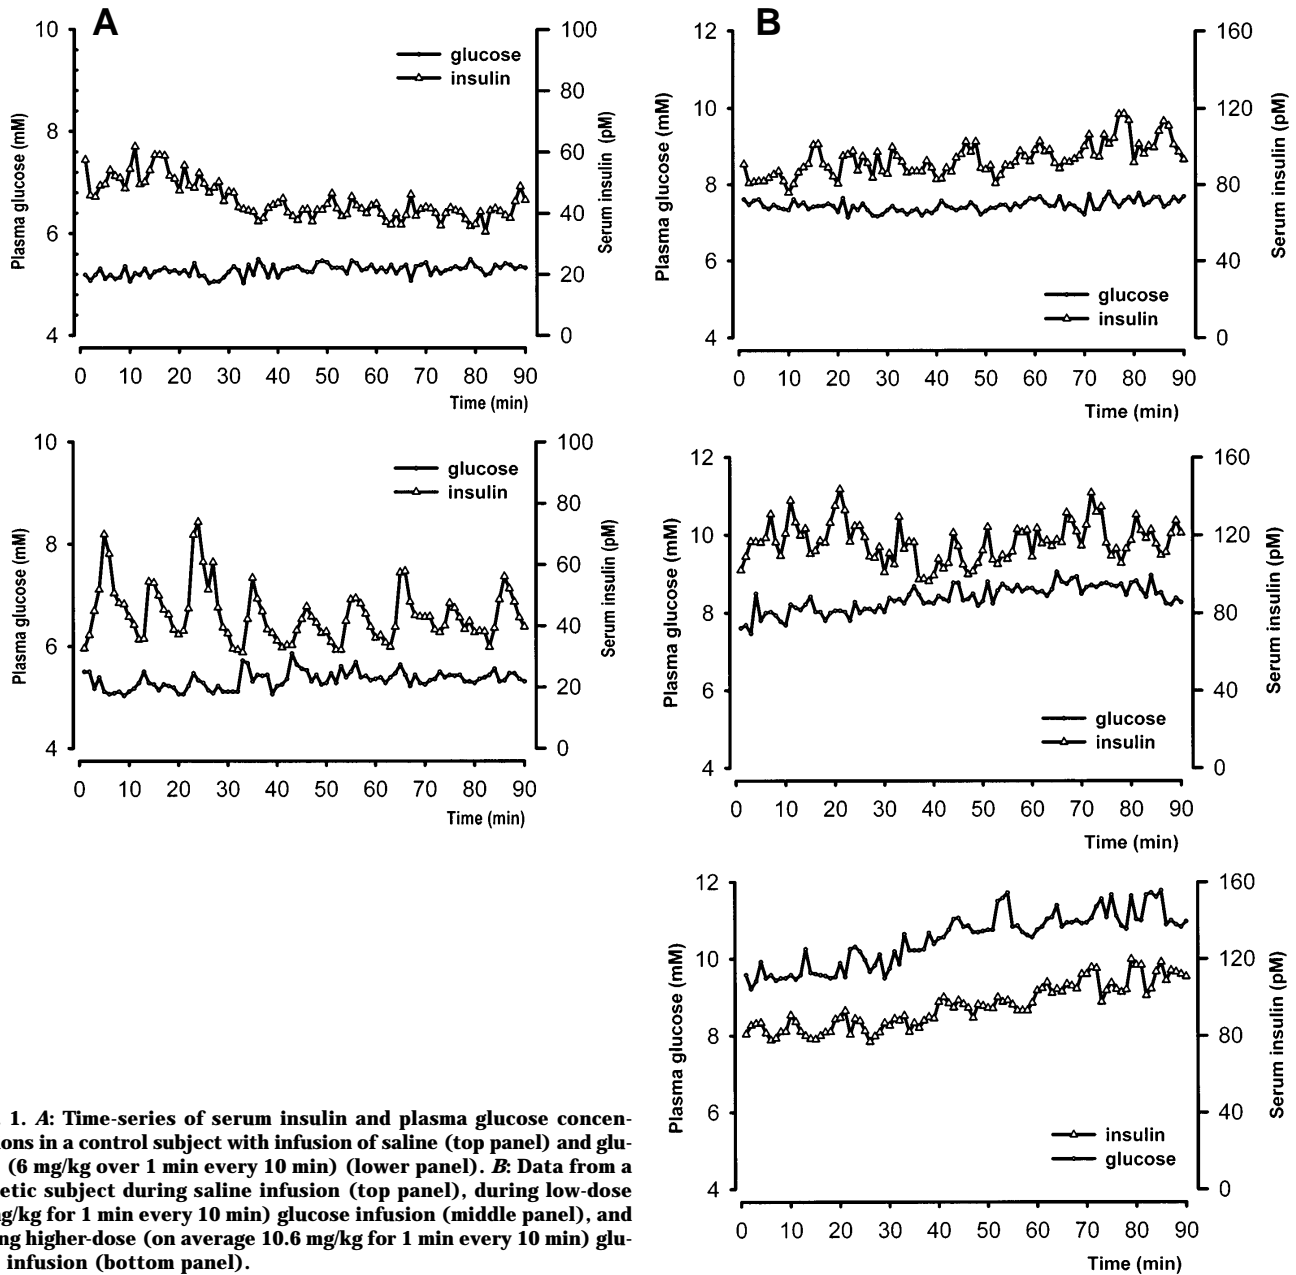 A
10
8
6
4
Plasma glucose (mM)
100
80
60
40
20
0
Serum insulin (pM)
glucose
insulin
0 10 20 30 40 50 60 70 80 90
Time (min)
10
8
6
4
Plasma glucose (mM)
100
80
60
40
20
0
Serum insulin (pM)
glucose
insulin
0 10 20 30 40 50 60 70 80 90
Time (min)
B
12
10
8
6
4
Plasma glucose (mM)
160
120
80
40
0
Serum insulin (pM)
glucose
insulin
0 10 20 30 40 50 60 70 80 90
Time (min)
12
10
8
6
4
Plasma glucose (mM)
160
120
80
40
0
Serum insulin (pM)
glucose
insulin
0 10 20 30 40 50 60 70 80 90
Time (min)
12
10
8
6
4
Plasma glucose (mM)
160
120
80
40
0
Serum insulin (pM)
insulin
glucose
0 10 20 30 40 50 60 70 80 90
Time (min)
. 1. A: Time-series of serum insulin and plasma glucose concen-
ions in a control subject with infusion of saline (top panel) and glu-
(6 mg/kg over 1 min every 10 min) (lower panel). B: Data from a
etic subject during saline infusion (top panel), during low-dose
g/kg for 1 min every 10 min) glucose infusion (middle panel), and
ng higher-dose (on average 10.6 mg/kg for 1 min every 10 min) glu-
infusion (bottom panel).